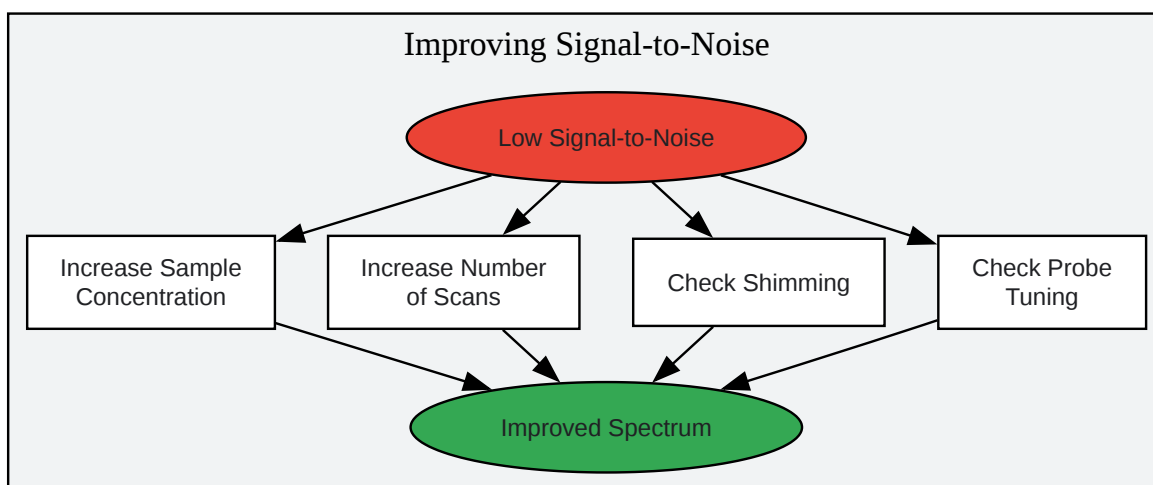 Improving Signal-to-Noise
Low Signal-to-Noise
Increase Sample
Concentration
Increase Number
of Scans
Check Shimming
Check Probe
Tuning
Improved Spectrum